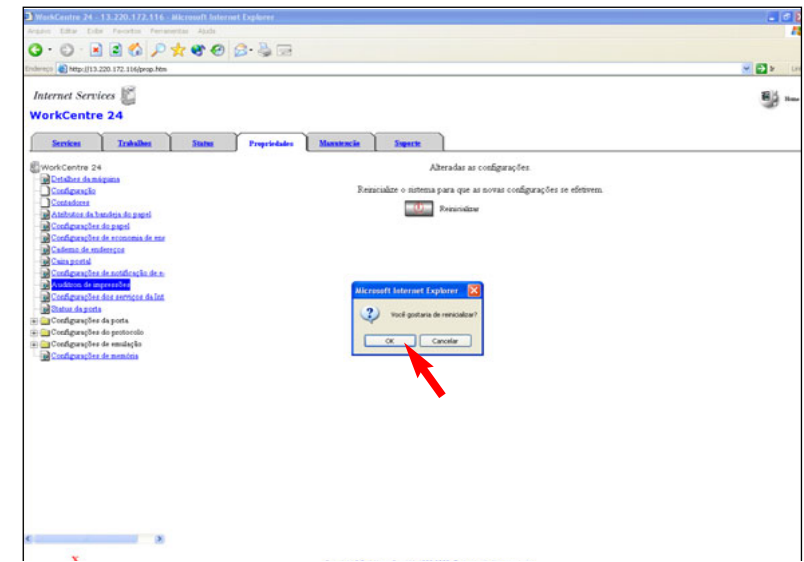 WorkCentre 24 - 13.220.172.116 - Microsoft Internet Explorer
Arquivo Editar Exibir Favoritos Ferramentas Ajuda
Endereço http://13.220.172.116/prop.htm
Internet Services
Home
WorkCentre 24
Services Trabalhos Status Propriedades Manutenção Suporte
WorkCentre 24
Detalhes da máquina
Configuração
Contadores
Atributos da bandeja do papel
Configurações do papel
Configurações de economia de ene
Caderno de endereços
Caixa postal
Configurações de notificação de e-
Auditron de impressões
Configurações dos serviços da Int
Status da porta
Configurações da porta
Configurações do protocolo
Configurações de emulação
Configurações de memória
Alteradas as configurações
Reinicialize o sistema para que as novas configurações se efetivem.
Reinicializar
Microsoft Internet Explorer
Você gostaria de reinicializar?
OK Cancelar
X